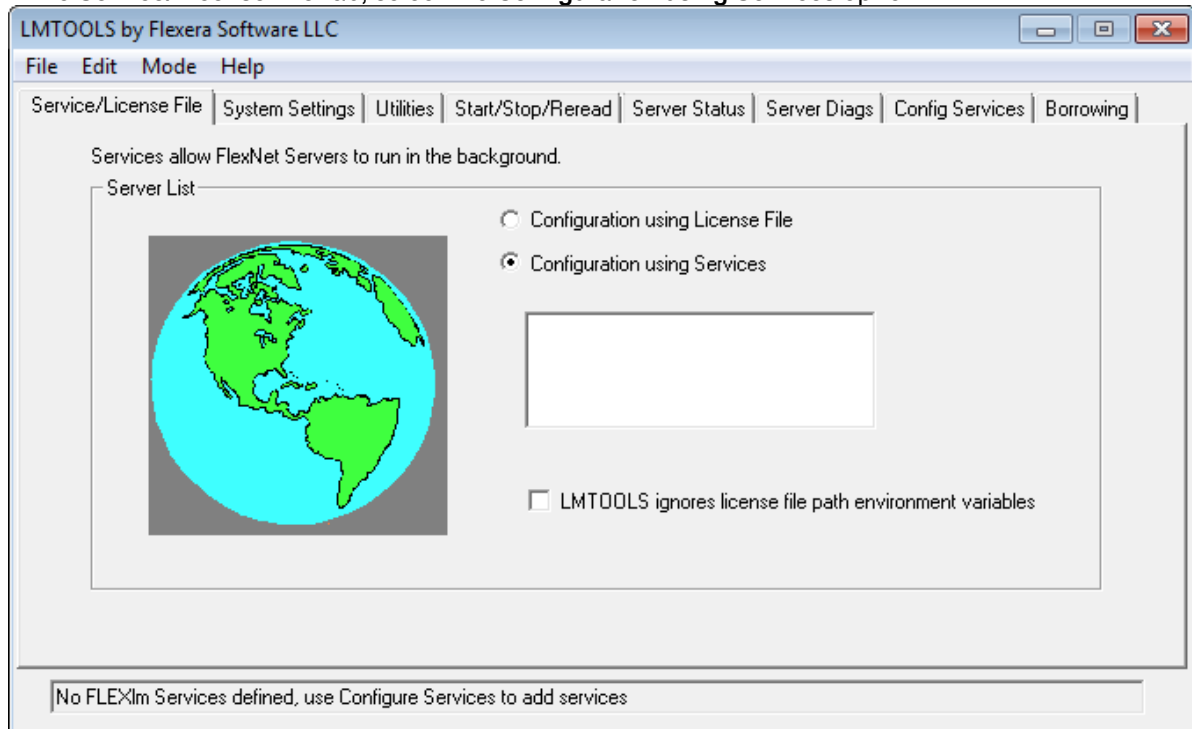 LMTOOLS by Flexera Software LLC
File Edit Mode Help
Service/License File System Settings Utilities Start/Stop/Reread Server Status Server Diags Config Services Borrowing
Services allow FlexNet Servers to run in the background.
Server List
Configuration using License File
Configuration using Services
LMTOOLS ignores license file path environment variables
No FLEXlm Services defined, use Configure Services to add services